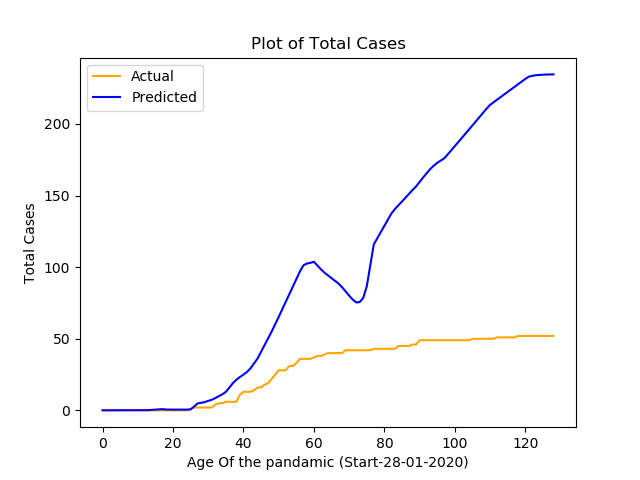 Plot of Total Cases
Actual
Predicted
Total Cases
200
150
100
50
0
0 20 40 60 80 100 120
Age Of the pandamic (Start-28-01-2020)